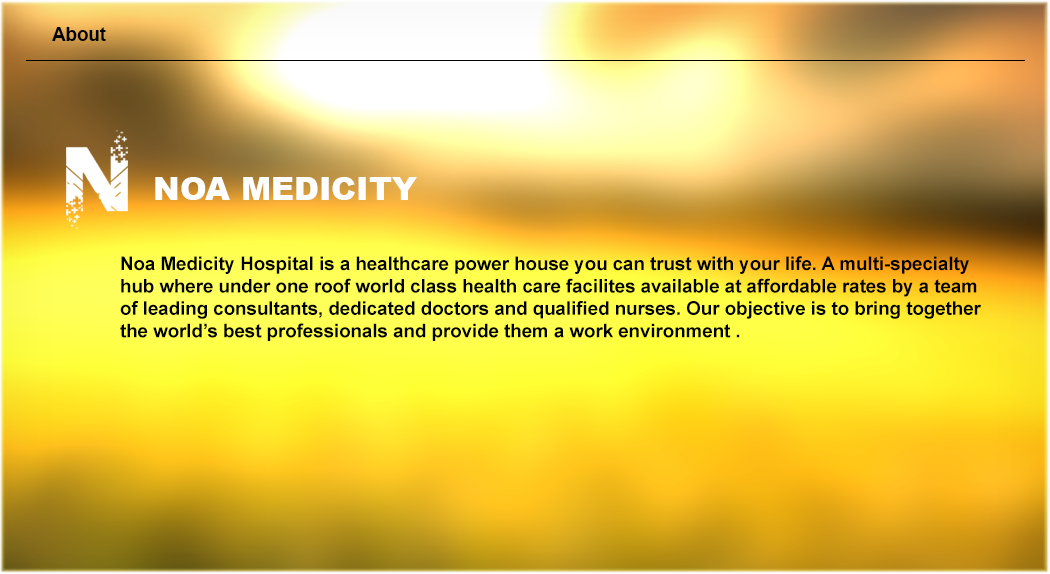 About
N
NOA MEDICITY
Noa Medicity Hospital is a healthcare power house you can trust with your life. A multi-specialty
hub where under one roof world class health care facilites available at affordable rates by a team
of leading consultants, dedicated doctors and qualified nurses. Our objective is to bring together
the world’s best professionals and provide them a work environment .